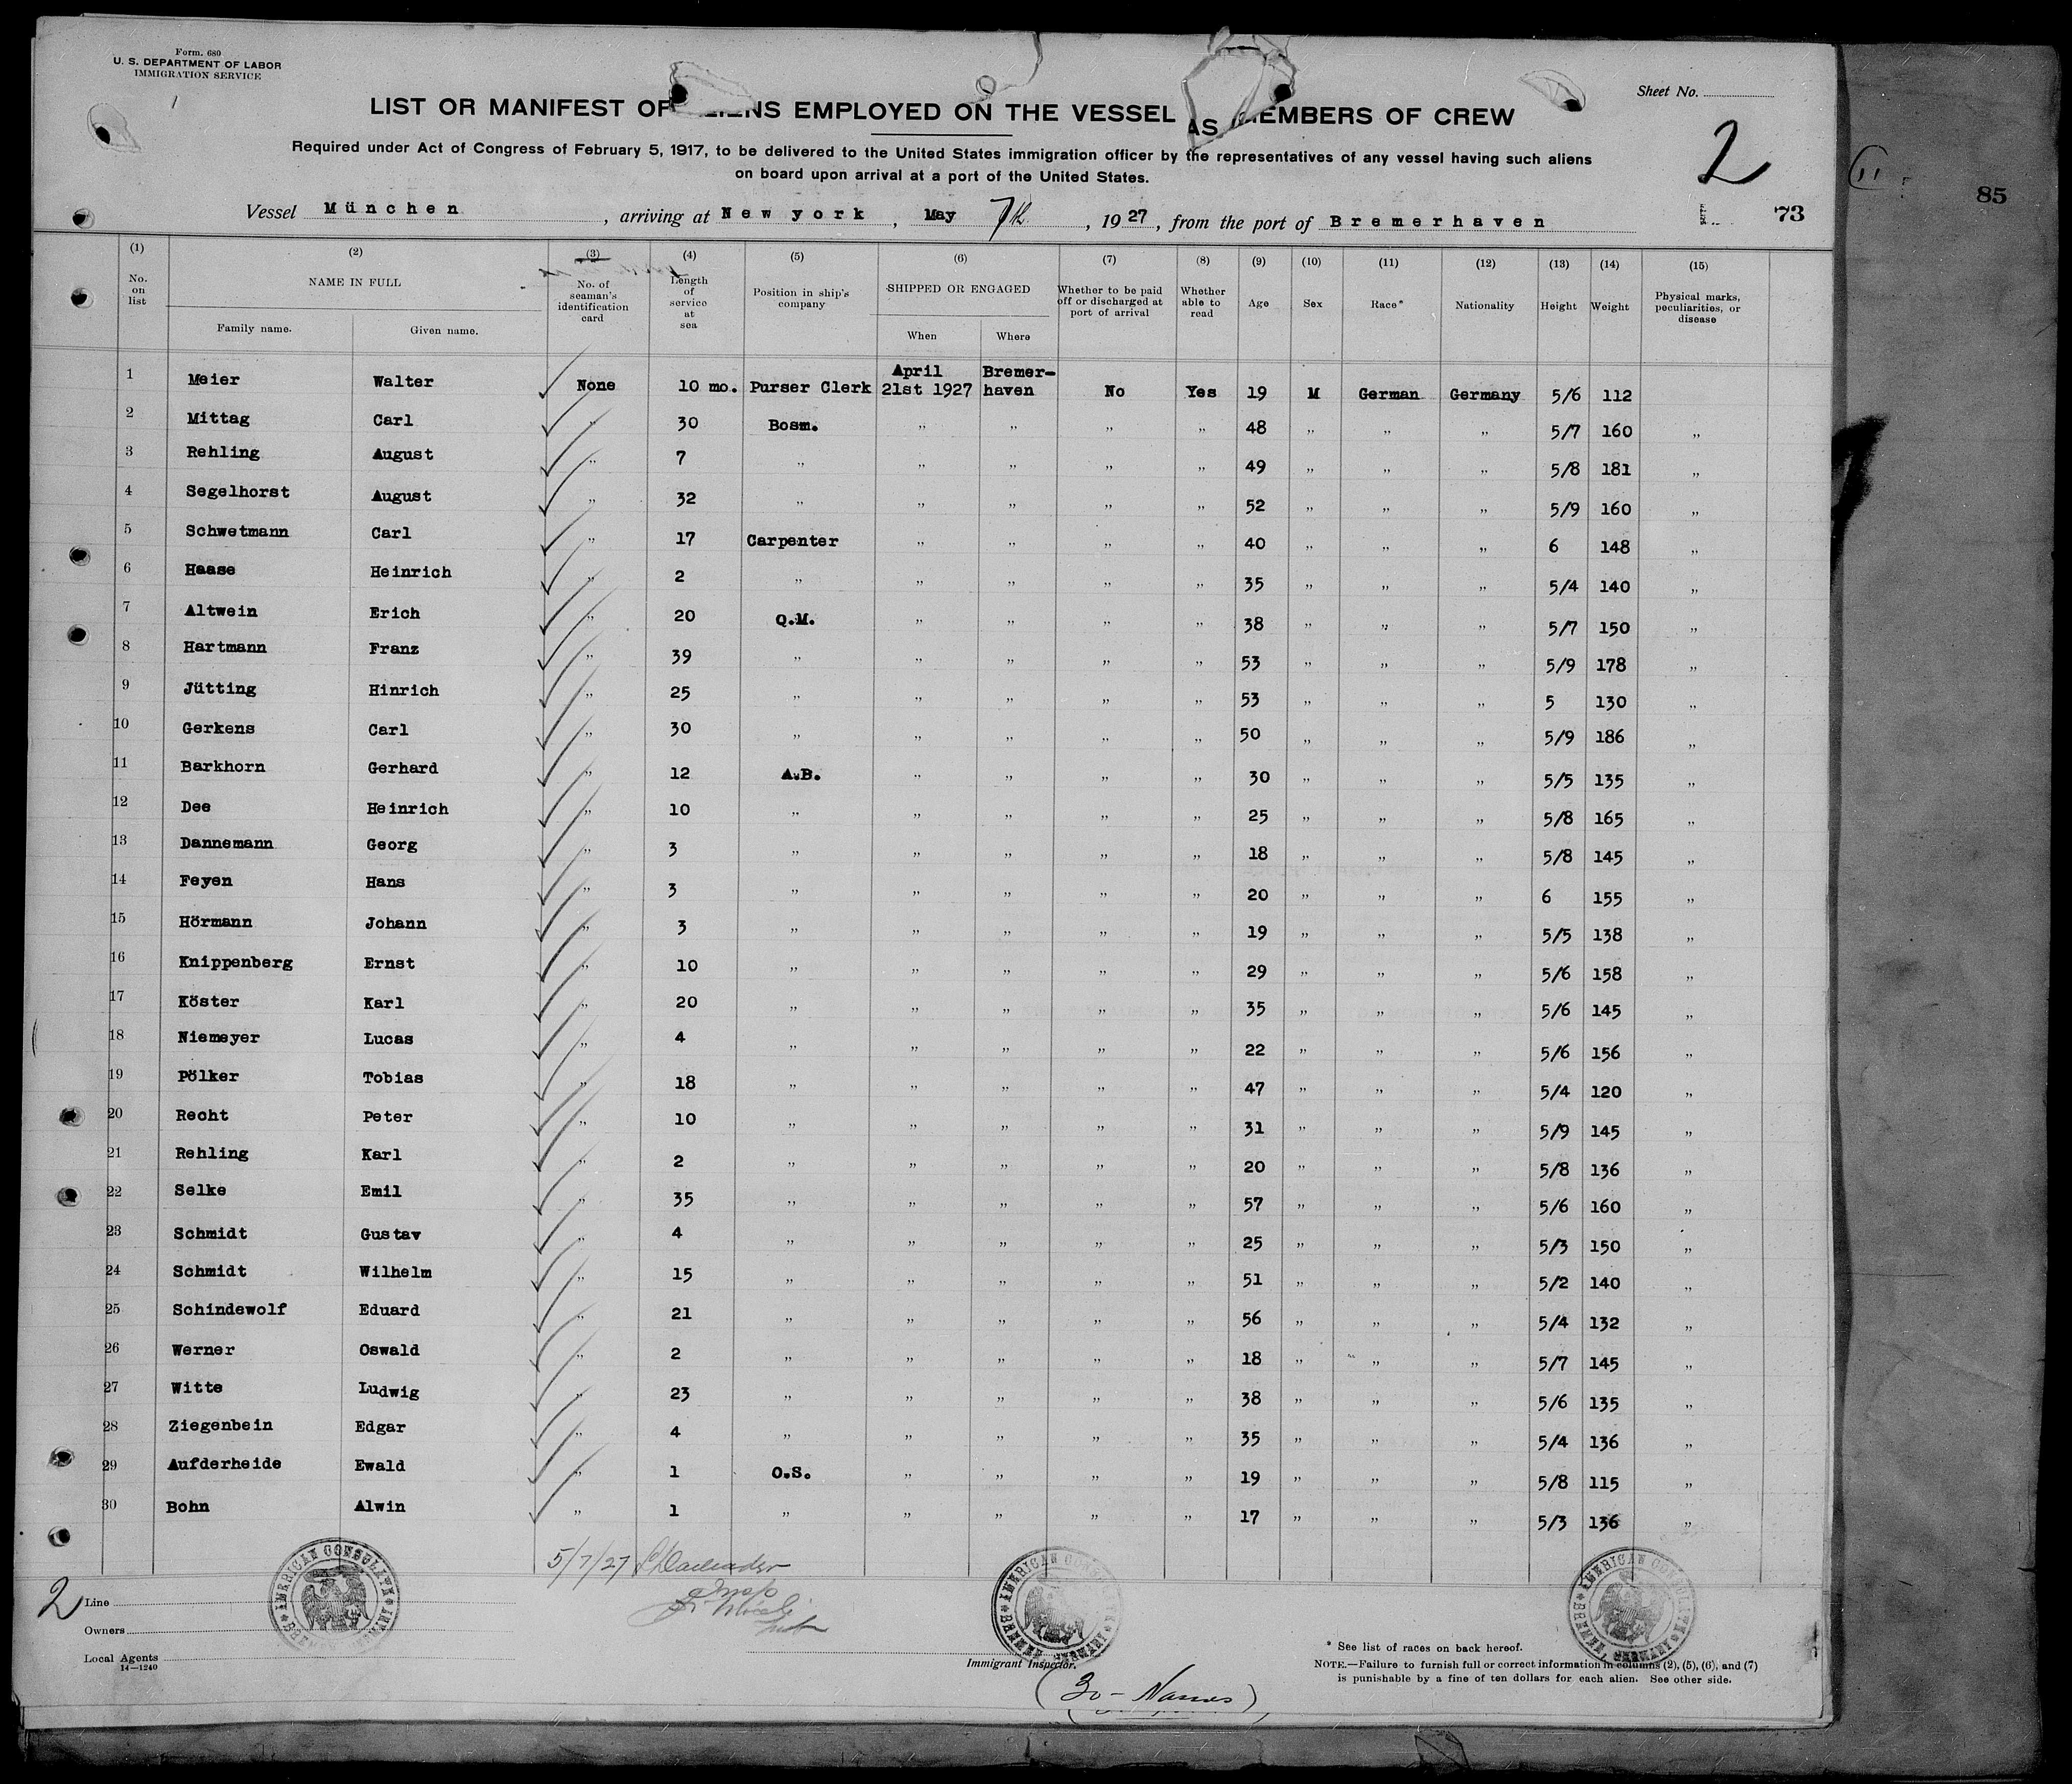 Form. 680
U. S. DEPARTMENT OF LABOR
IMMIGRATION SERVICE
Sheet No.
LIST OR MANIFEST OF ALIENS EMPLOYED ON THE VESSEL AS MEMBERS OF CREW
Required under Act of Congress of February 5, 1917, to be delivered to the United States immigration officer by the representatives of any vessel having such aliens
on board upon arrival at a port of the United States.
2
85
Vessel München, arriving at New york, May 7th, 1927, from the port of Bremerhaven
73
(1) (2) (3) (4) (5) (6) (7) (8) (9) (10) (11) (12) (13) (14) (15)
No. on list NAME IN FULL Family name. Given name. No. of seaman's identification card Length of service at sea Position in ship's company SHIPPED OR ENGAGED When Where Whether to be paid off or discharged at port of arrival Whether able to read Age Sex Race* Nationality Height Weight Physical marks, peculiarities, or disease
1 Meier Walter None 10 mo. Purser Clerk April 21st 1927 Bremer-haven No Yes 19 M German Germany 5/6 112
2 Mittag Carl " 30 Bosm. " " " " 48 " " " 5/7 160 "
3 Rehling August " 7 " " " " " 49 " " " 5/8 181 "
4 Segelhorst August " 32 " " " " " 52 " " " 5/9 160 "
5 Schwetmann Carl " 17 Carpenter " " " " 40 " " " 6 148 "
6 Haase Heinrich " 2 " " " " " 35 " " " 5/4 140 "
7 Altwein Erich " 20 Q.M. " " " " 38 " " " 5/7 150 "
8 Hartmann Franz " 39 " " " " " 53 " " " 5/9 178 "
9 Jütting Hinrich " 25 " " " " " 53 " " " 5 130 "
10 Gerkens Carl " 30 " " " " " 50 " " " 5/9 186 "
11 Barkhorn Gerhard " 12 A.B. " " " " 30 " " " 5/5 135 "
12 Dee Heinrich " 10 " " " " " 25 " " " 5/8 165 "
13 Dannemann Georg " 3 " " " " " 18 " " " 5/8 145 "
14 Feyen Hans " 3 " " " " " 20 " " " 6 155 "
15 Hörmann Johann " 3 " " " " " 19 " " " 5/5 138 "
16 Knippenberg Ernst " 10 " " " " " 29 " " " 5/6 158 "
17 Köster Karl " 20 " " " " " 35 " " " 5/6 145 "
18 Niemeyer Lucas " 4 " " " " " 22 " " " 5/6 156 "
19 Pölker Tobias " 18 " " " " " 47 " " " 5/4 120 "
20 Recht Peter " 10 " " " " " 31 " " " 5/9 145 "
21 Rehling Karl " 2 " " " " " 20 " " " 5/8 136 "
22 Selke Emil " 35 " " " " " 57 " " " 5/6 160 "
23 Schmidt Gustav " 4 " " " " " 25 " " " 5/3 150 "
24 Schmidt Wilhelm " 15 " " " " " 51 " " " 5/2 140 "
25 Schindewolf Eduard " 21 " " " " " 56 " " " 5/4 132 "
26 Werner Oswald " 2 " " " " " 18 " " " 5/7 145 "
27 Witte Ludwig " 23 " " " " " 38 " " " 5/6 135 "
28 Ziegenbein Edgar " 4 " " " " " 35 " " " 5/4 136 "
29 Aufderheide Ewald " 1 O.S. " " " " 19 " " " 5/8 115 "
30 Bohn Alwin " 1 " " " " " 17 " " " 5/3 136 "
5/7/27
AMERICAN CONSULATE BREMEN
2 Line
Owners
Local Agents
14—1240
Immigrant Inspector.
(30 - Names)
* See list of races on back hereof.
NOTE.—Failure to furnish full or correct information in columns (2), (5), (6), and (7)
is punishable by a fine of ten dollars for each alien. See other side.